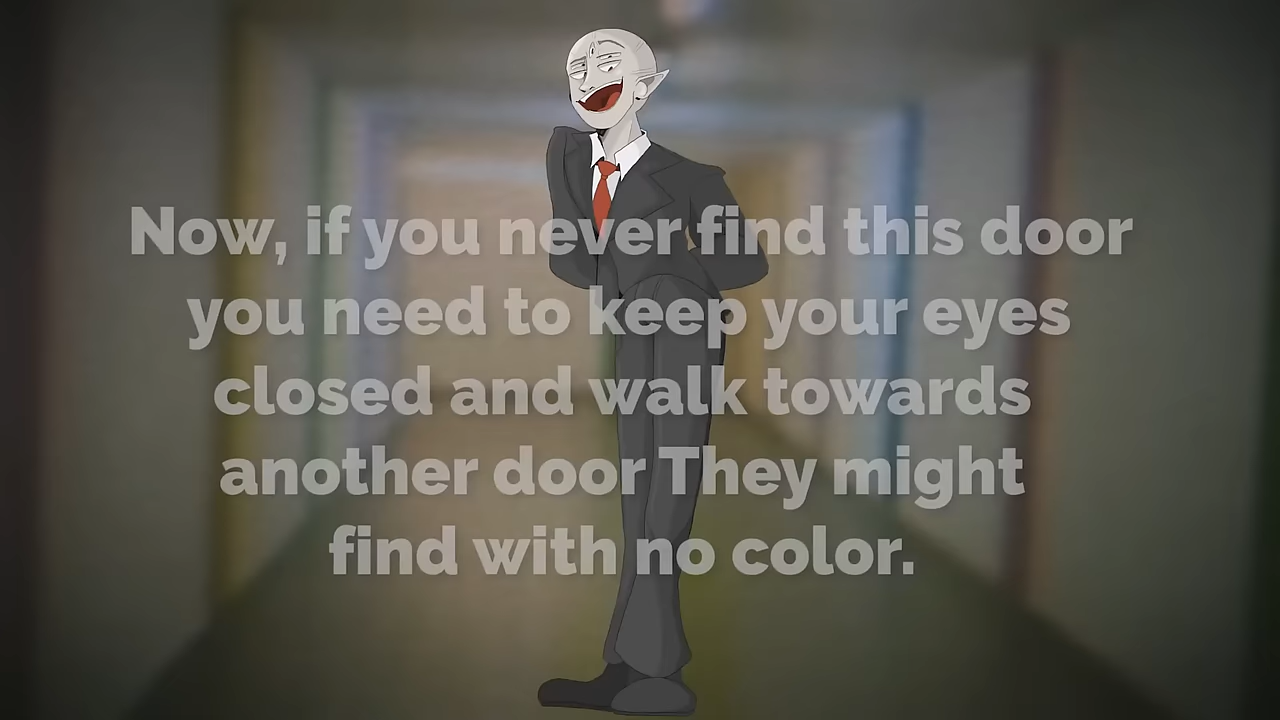 Now, if you never find this door
you need to keep your eyes
closed and walk towards
another door They might
find with no color.